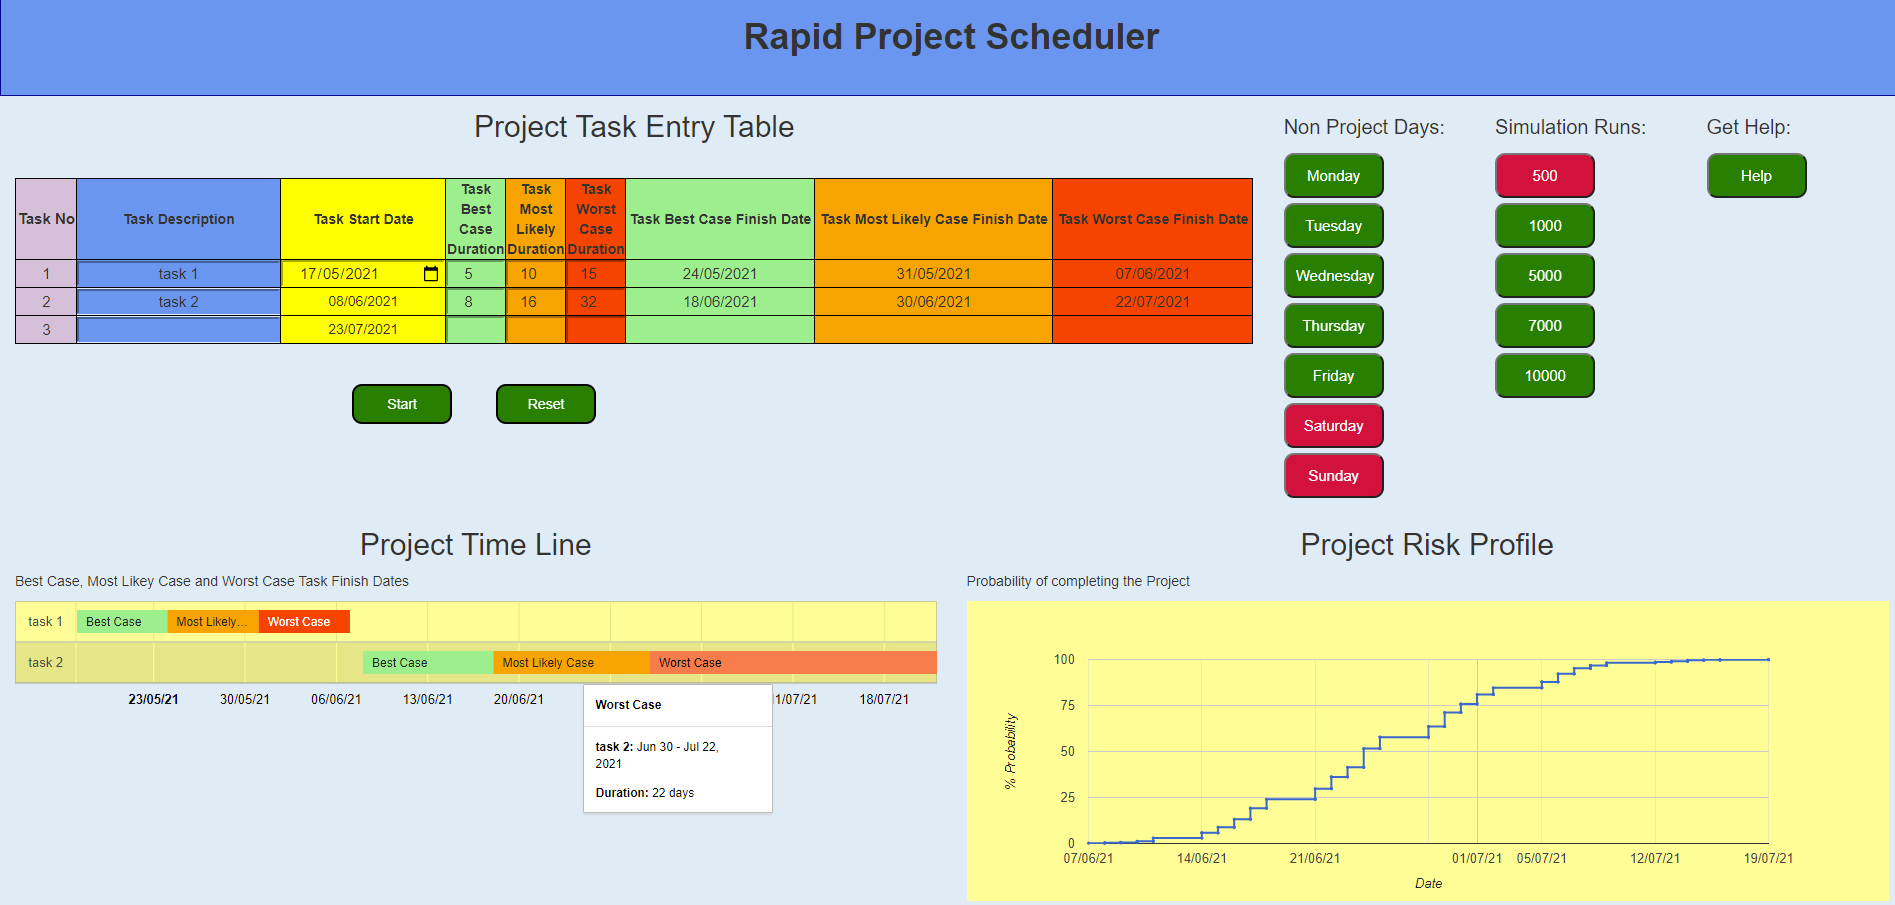 Rapid Project Scheduler
Project Task Entry Table
Task No
Task Description
Task Start Date
Task
Best
Case
Duration
Task
Most
Likely
Duration
Task
Worst
Case
Duration
Task Best Case Finish Date
Task Most Likely Case Finish Date
Task Worst Case Finish Date
1 task 1 17/05/2021 5 10 15 24/05/2021 31/05/2021 07/06/2021
2 task 2 08/06/2021 8 16 32 18/06/2021 30/06/2021 22/07/2021
3 23/07/2021
Start Reset
Non Project Days:
Monday
Tuesday
Wednesday
Thursday
Friday
Saturday
Sunday
Simulation Runs:
500
1000
5000
7000
10000
Get Help:
Help
Project Time Line
Best Case, Most Likey Case and Worst Case Task Finish Dates
task 1 Best Case Most Likely... Worst Case
task 2 Best Case Most Likely Case Worst Case
23/05/21 30/05/21 06/06/21 13/06/21 20/06/21 1/07/21 18/07/21
Worst Case
task 2: Jun 30 - Jul 22,
2021
Duration: 22 days
Project Risk Profile
Probability of completing the Project
% Probability
100
75
50
25
0
07/06/21 14/06/21 21/06/21 01/07/21 05/07/21 12/07/21 19/07/21
Date